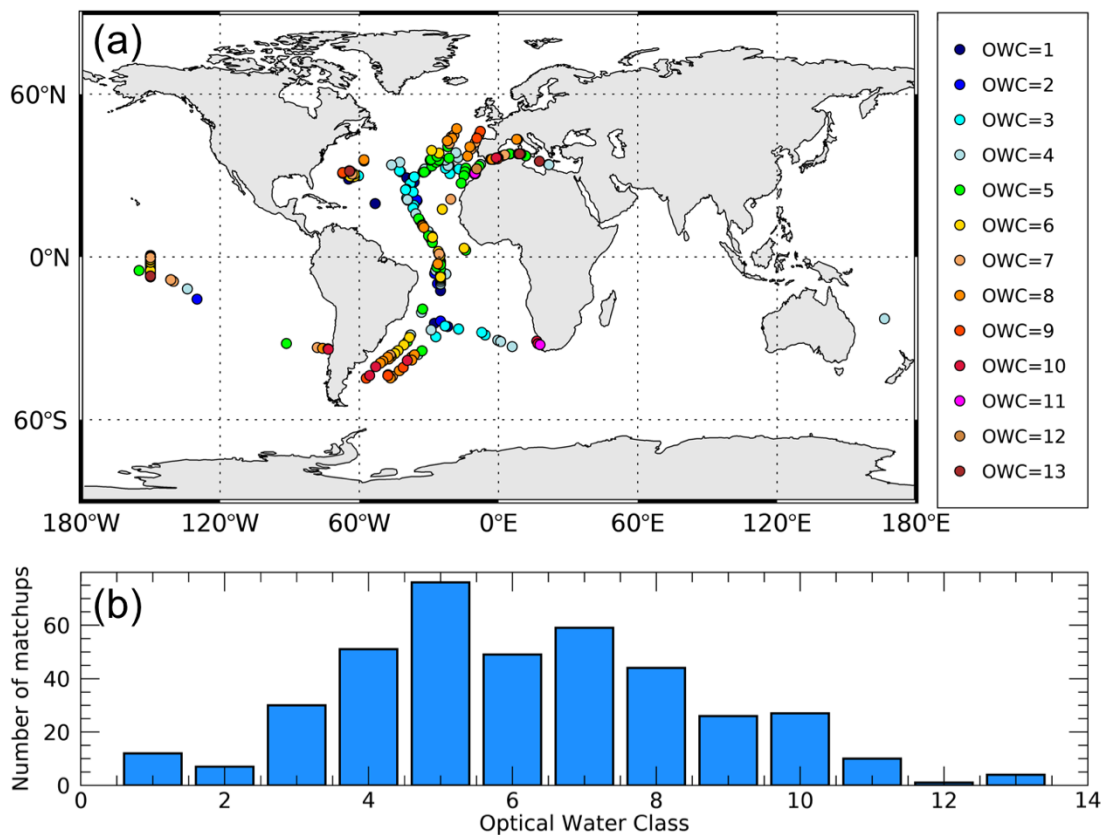 (a)
60°N
0°N
60°S
180°W 120°W 60°W 0°E 60°E 120°E 180°E
OWC=1
OWC=2
OWC=3
OWC=4
OWC=5
OWC=6
OWC=7
OWC=8
OWC=9
OWC=10
OWC=11
OWC=12
OWC=13
(b)
Number of matchups
60
40
20
0
0 2 4 6 8 10 12 14
Optical Water Class